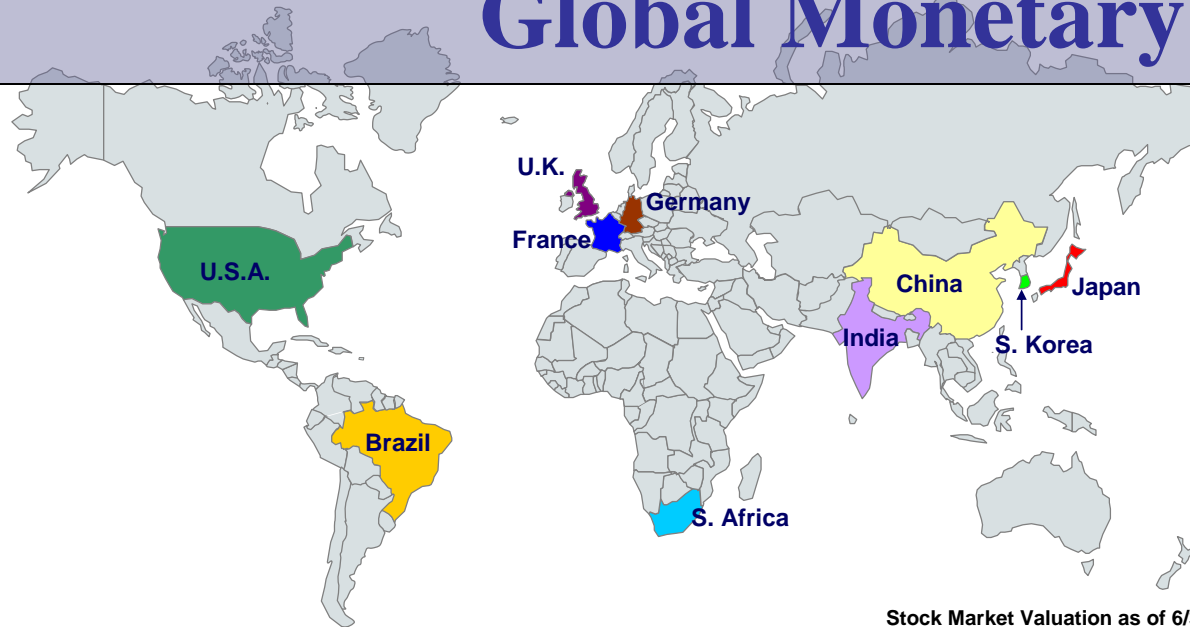 Global Monetary
U.K.
Germany
France
U.S.A.
China
Japan
India
S. Korea
Brazil
S. Africa
Stock Market Valuation as of 6/